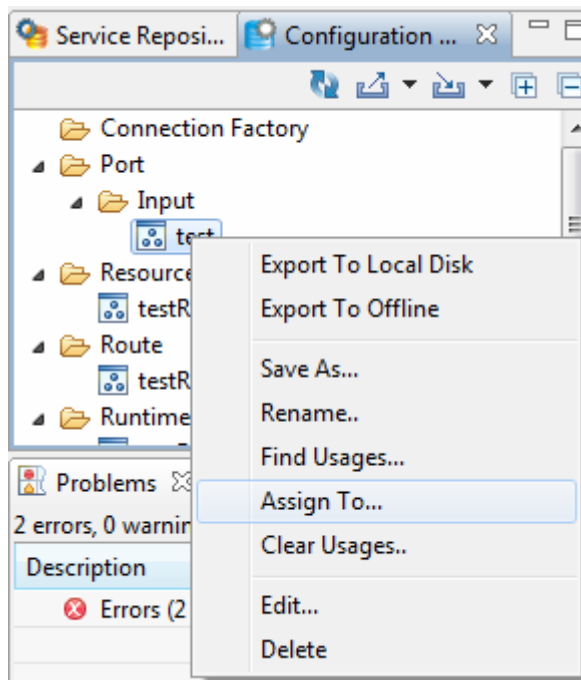 Service Reposi... Configuration ...
Connection Factory
Port
Input
test
Resource
testR
Route
testR
Runtime
Export To Local Disk
Export To Offline
Save As...
Rename..
Find Usages...
Assign To...
Clear Usages..
Edit...
Delete
Problems
2 errors, 0 warnin
Description
Errors (2